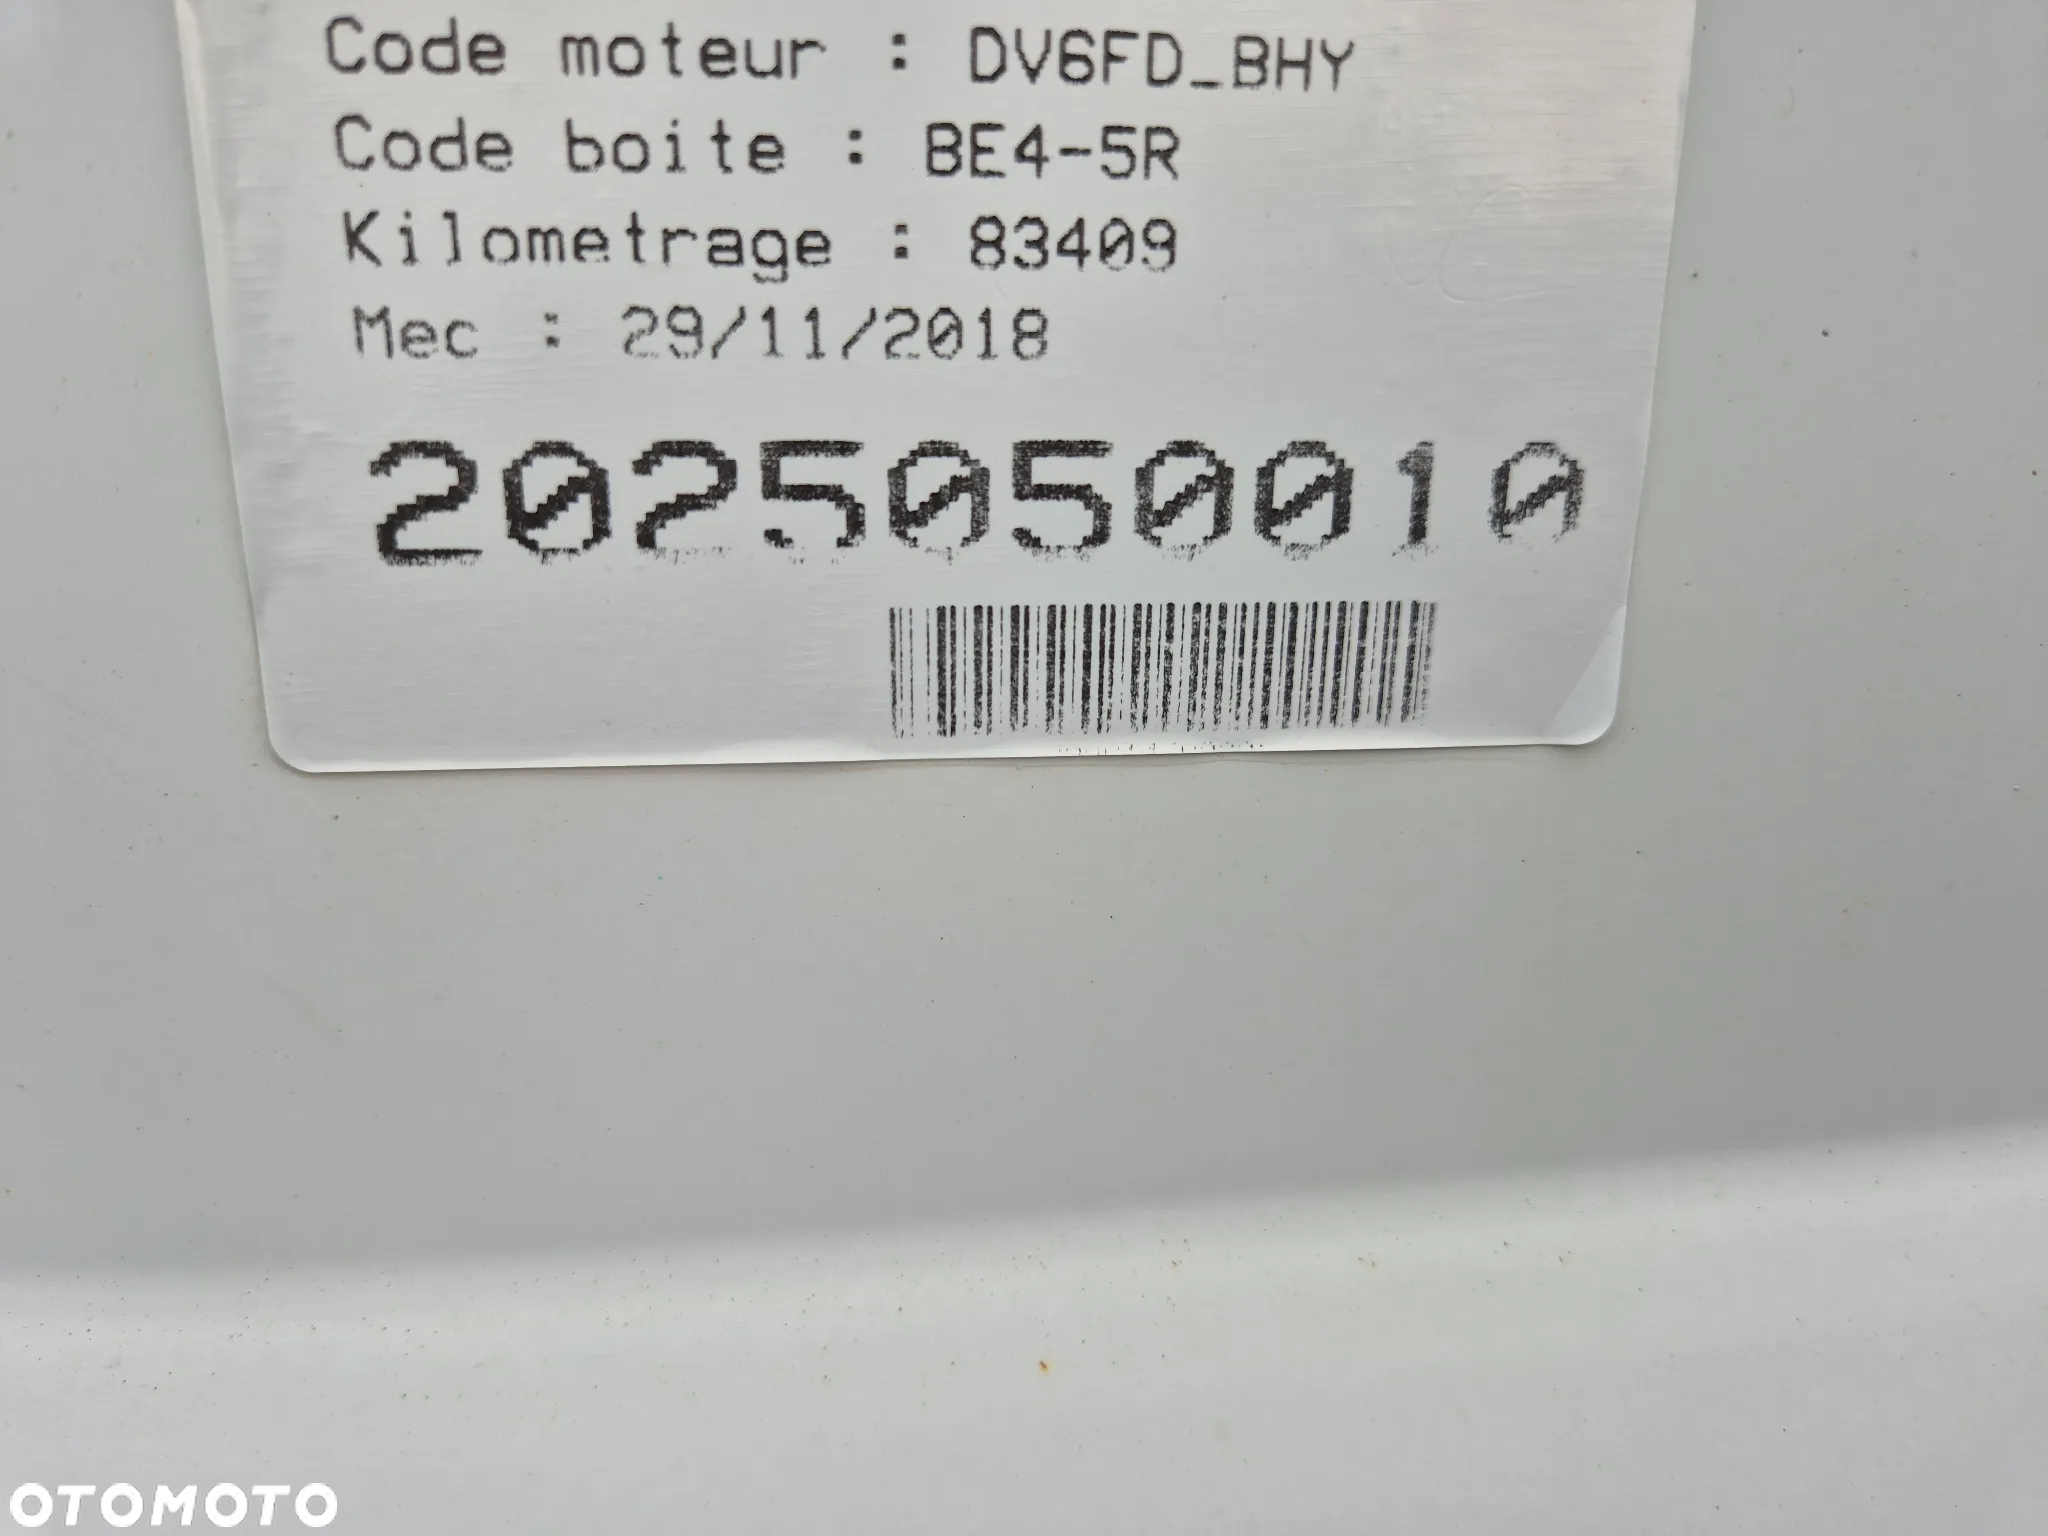 Code moteur : DV6FD_BHY
Code boite : BE4-5R
Kilometrage : 83409
Mec : 29/11/2018
2025050010
OTOMOTO